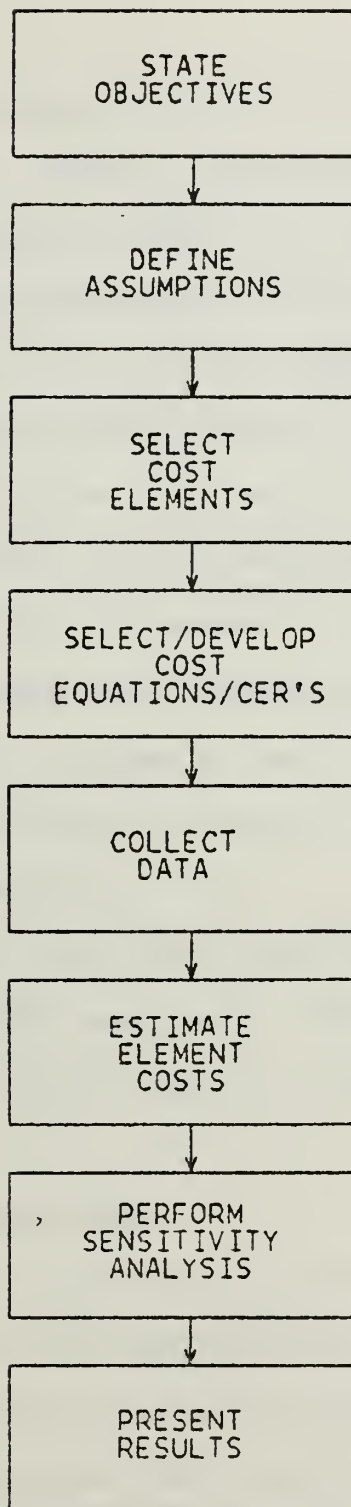 STATE
OBJECTIVES
DEFINE
ASSUMPTIONS
SELECT
COST
ELEMENTS
SELECT/DEVELOP
COST
EQUATIONS/CER'S
COLLECT
DATA
ESTIMATE
ELEMENT
COSTS
PERFORM
SENSITIVITY
ANALYSIS
PRESENT
RESULTS